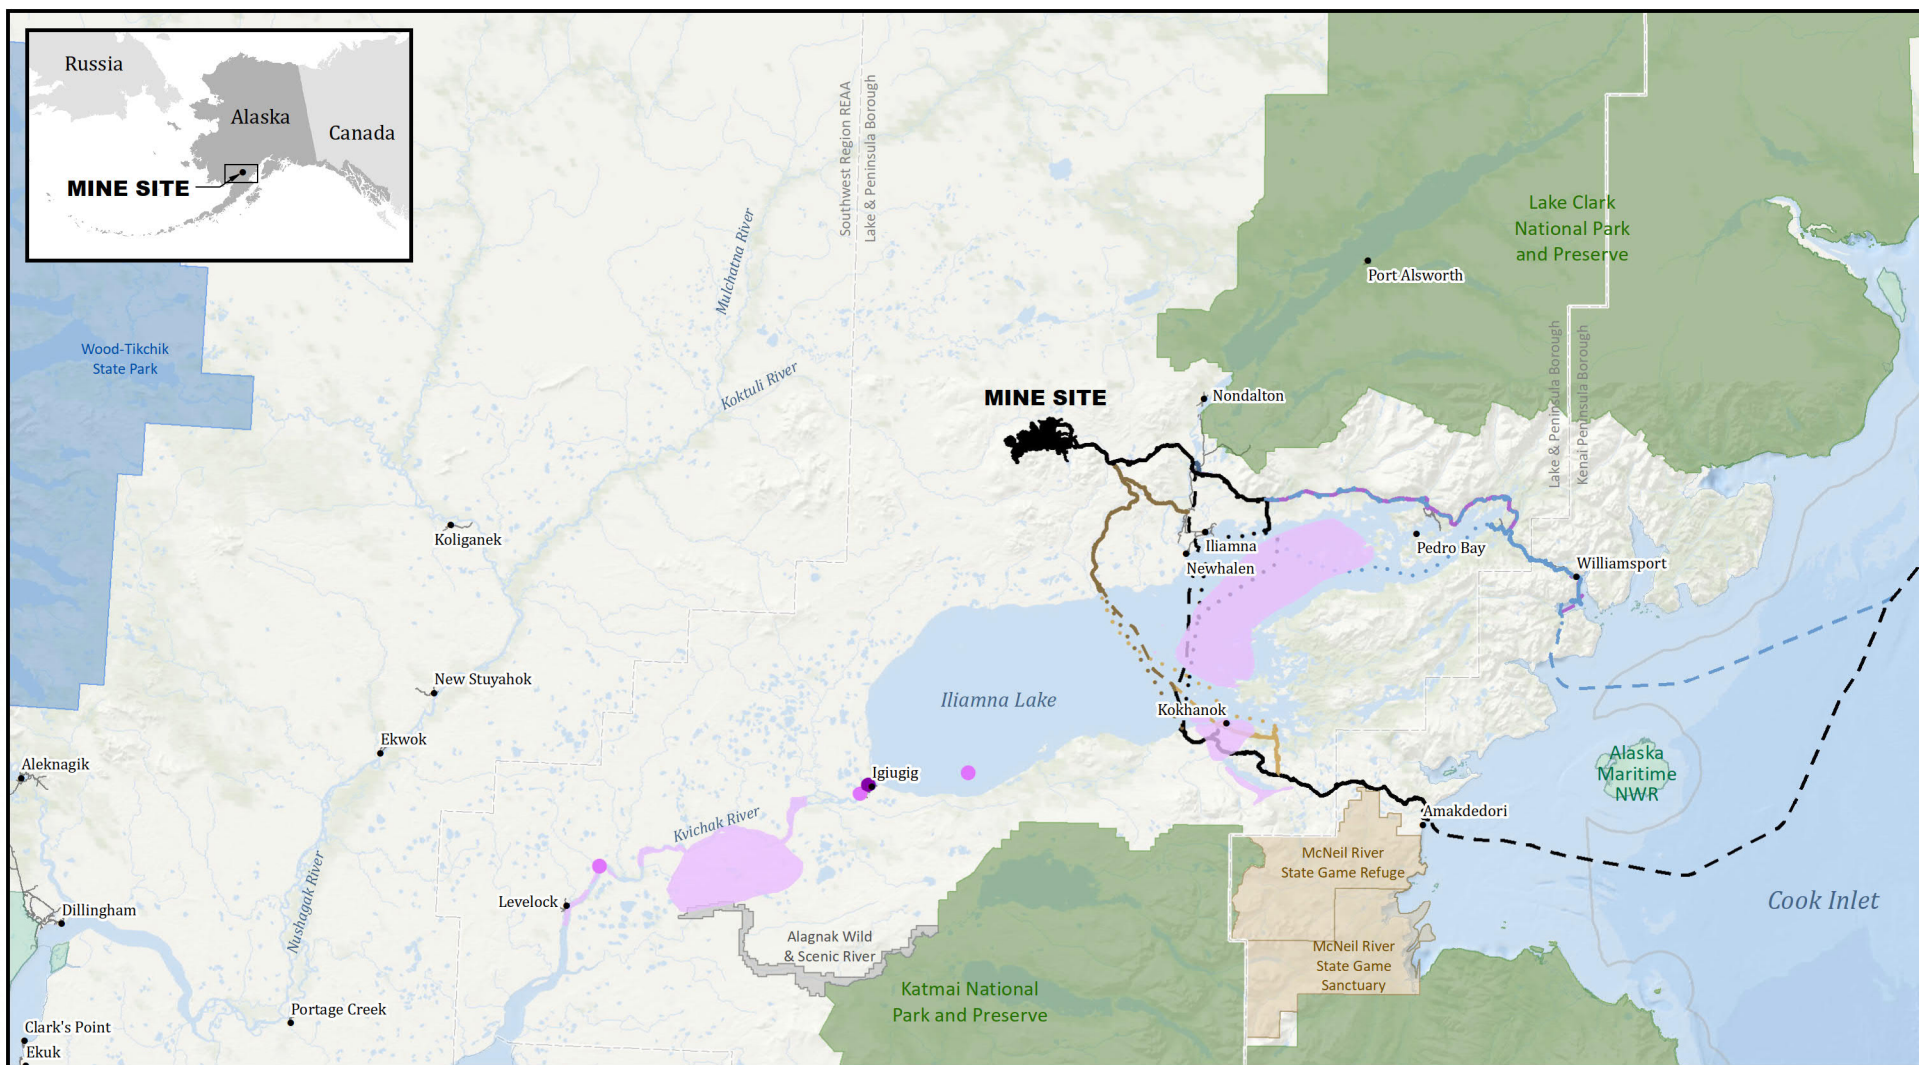 Russia
Alaska
Canada
MINE SITE
Southwest Region REAA
Lake & Peninsula Borough
Mulchatna River
Koktuli River
Lake Clark
National Park
and Preserve
Port Alsworth
Lake & Peninsula Borough
Kenai Peninsula Borough
Wood-Tikchik
State Park
MINE SITE
Nondalton
Koliganek
Iliamna
Newhalen
Pedro Bay
Williamsport
New Stuyahok
Iliamna Lake
Kokhanok
Ekwok
Aleknagik
Igiugig
Alaska
Maritime
NWR
Kvichak River
Amakdedori
McNeil River
State Game Refuge
Cook Inlet
Levelock
Dillingham
Nushagak River
Alagnak Wild
& Scenic River
McNeil River
State Game
Sanctuary
Katmai National
Park and Preserve
Portage Creek
Clark's Point
Ekuk